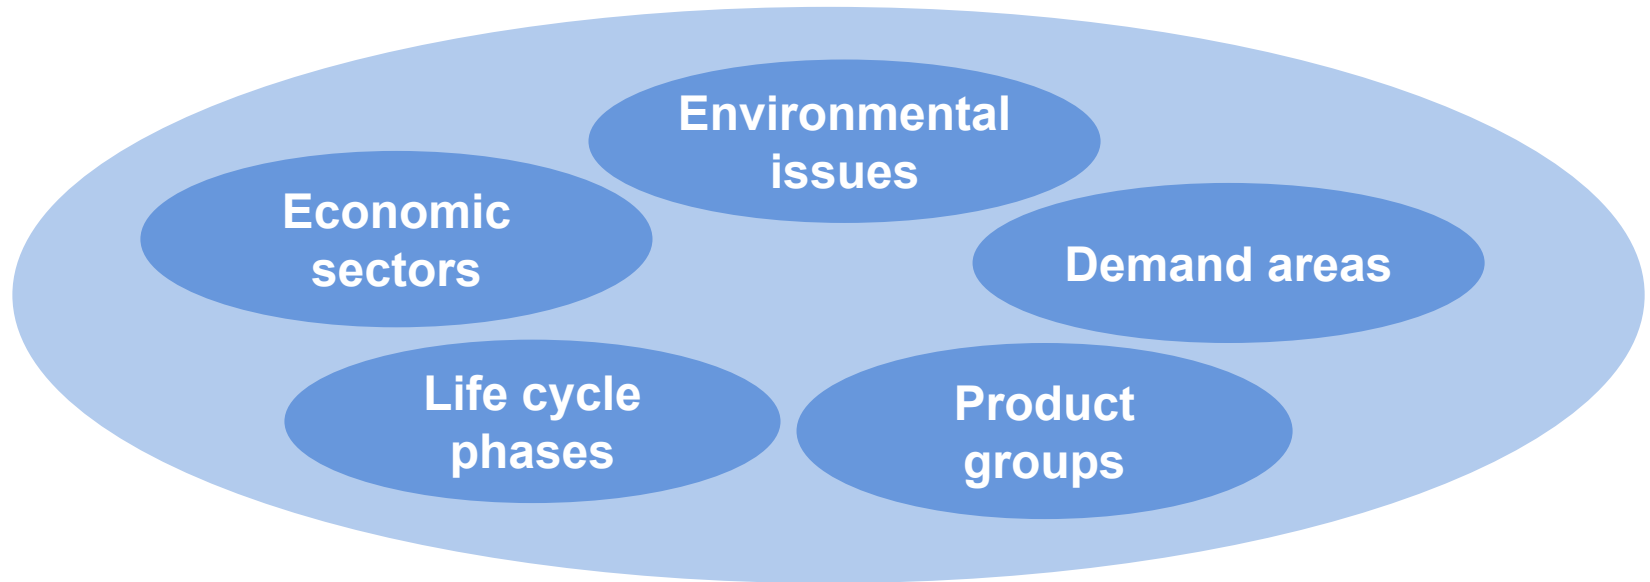 Environmental
issues
Economic
sectors
Demand areas
Life cycle
phases
Product
groups